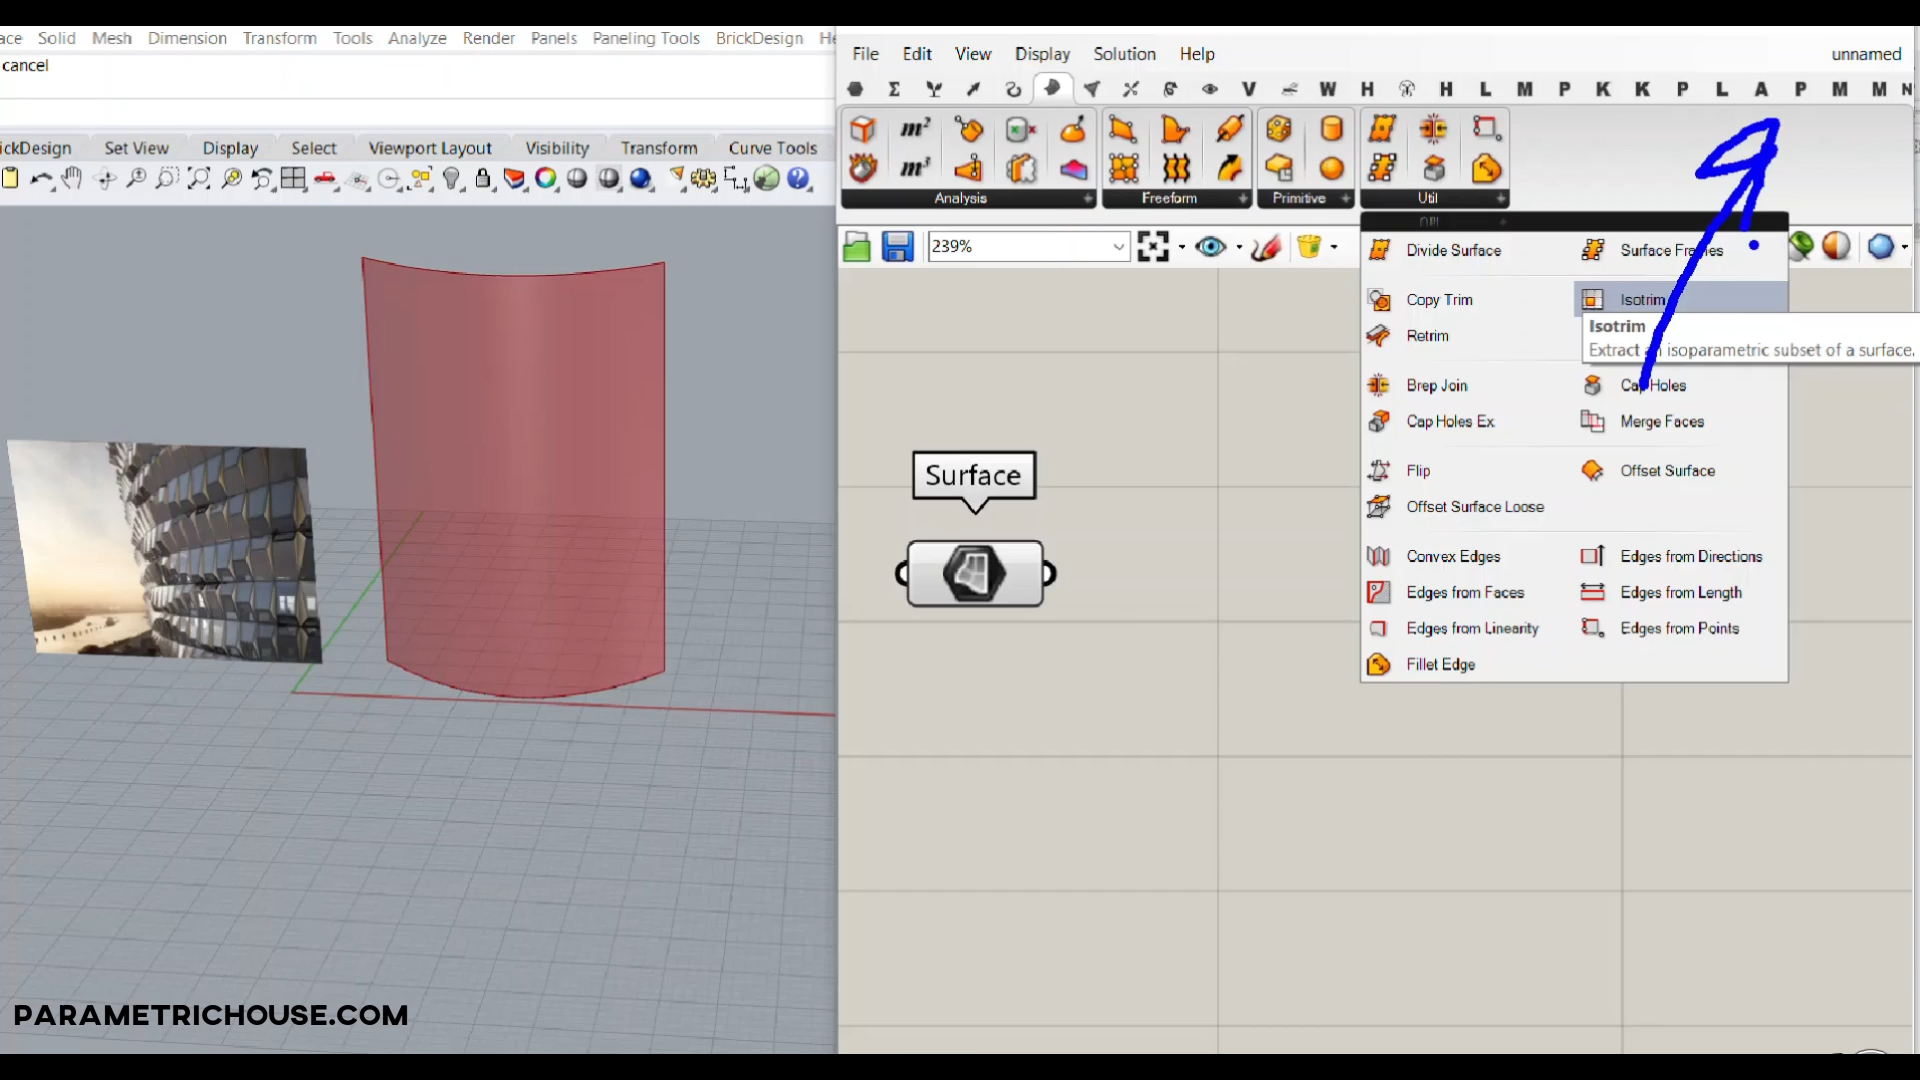 ace Solid Mesh Dimension Transform Tools Analyze Render Panels Paneling Tools BrickDesign He
cancel
ickDesign Set View Display Select Viewport Layout Visibility Transform Curve Tools
File Edit View Display Solution Help unnamed
V W H H L M P K K P L A P M M N
m² m³
Analysis Freeform Primitive Util
239%
Divide Surface Surface Frames
Copy Trim Isotrim
Retrim
Isotrim
Extract an isoparametric subset of a surface.
Brep Join Cap Holes
Cap Holes Ex Merge Faces
Flip Offset Surface
Offset Surface Loose
Convex Edges Edges from Directions
Edges from Faces Edges from Length
Edges from Linearity Edges from Points
Fillet Edge
Surface
PARAMETRICHOUSE.COM